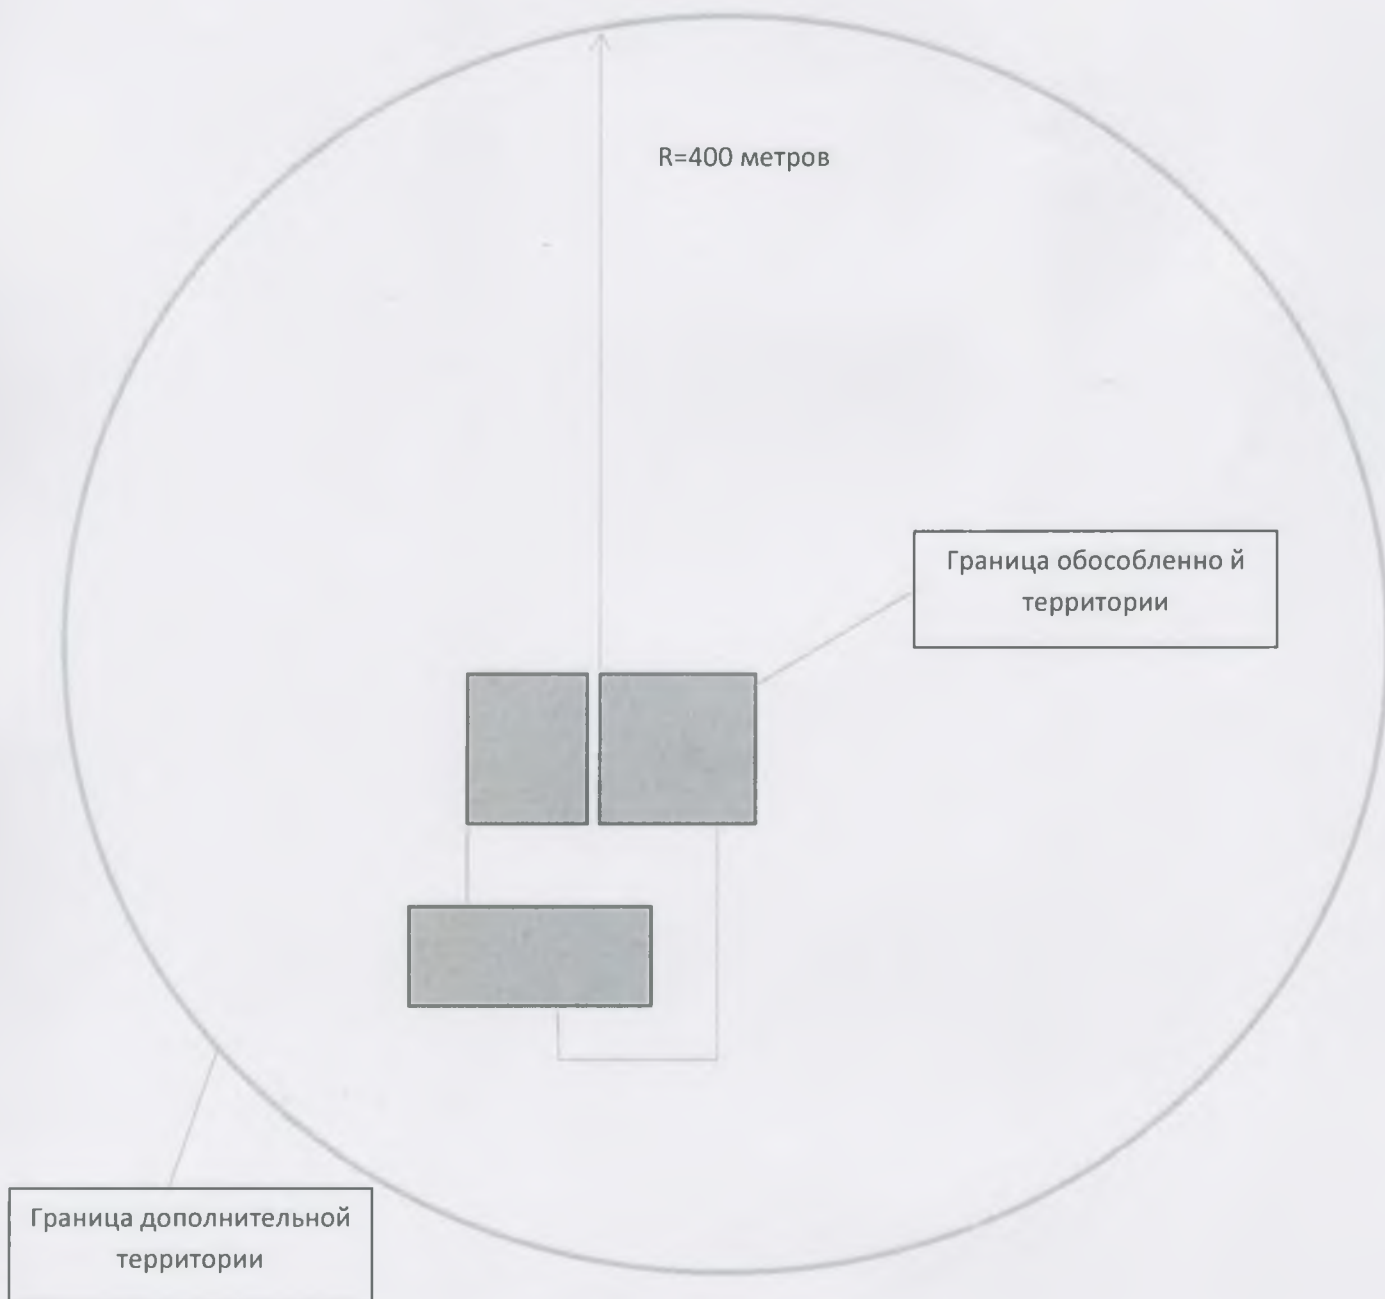 R=400 метров
Граница обособленно й
территории
Граница дополнительной
территории